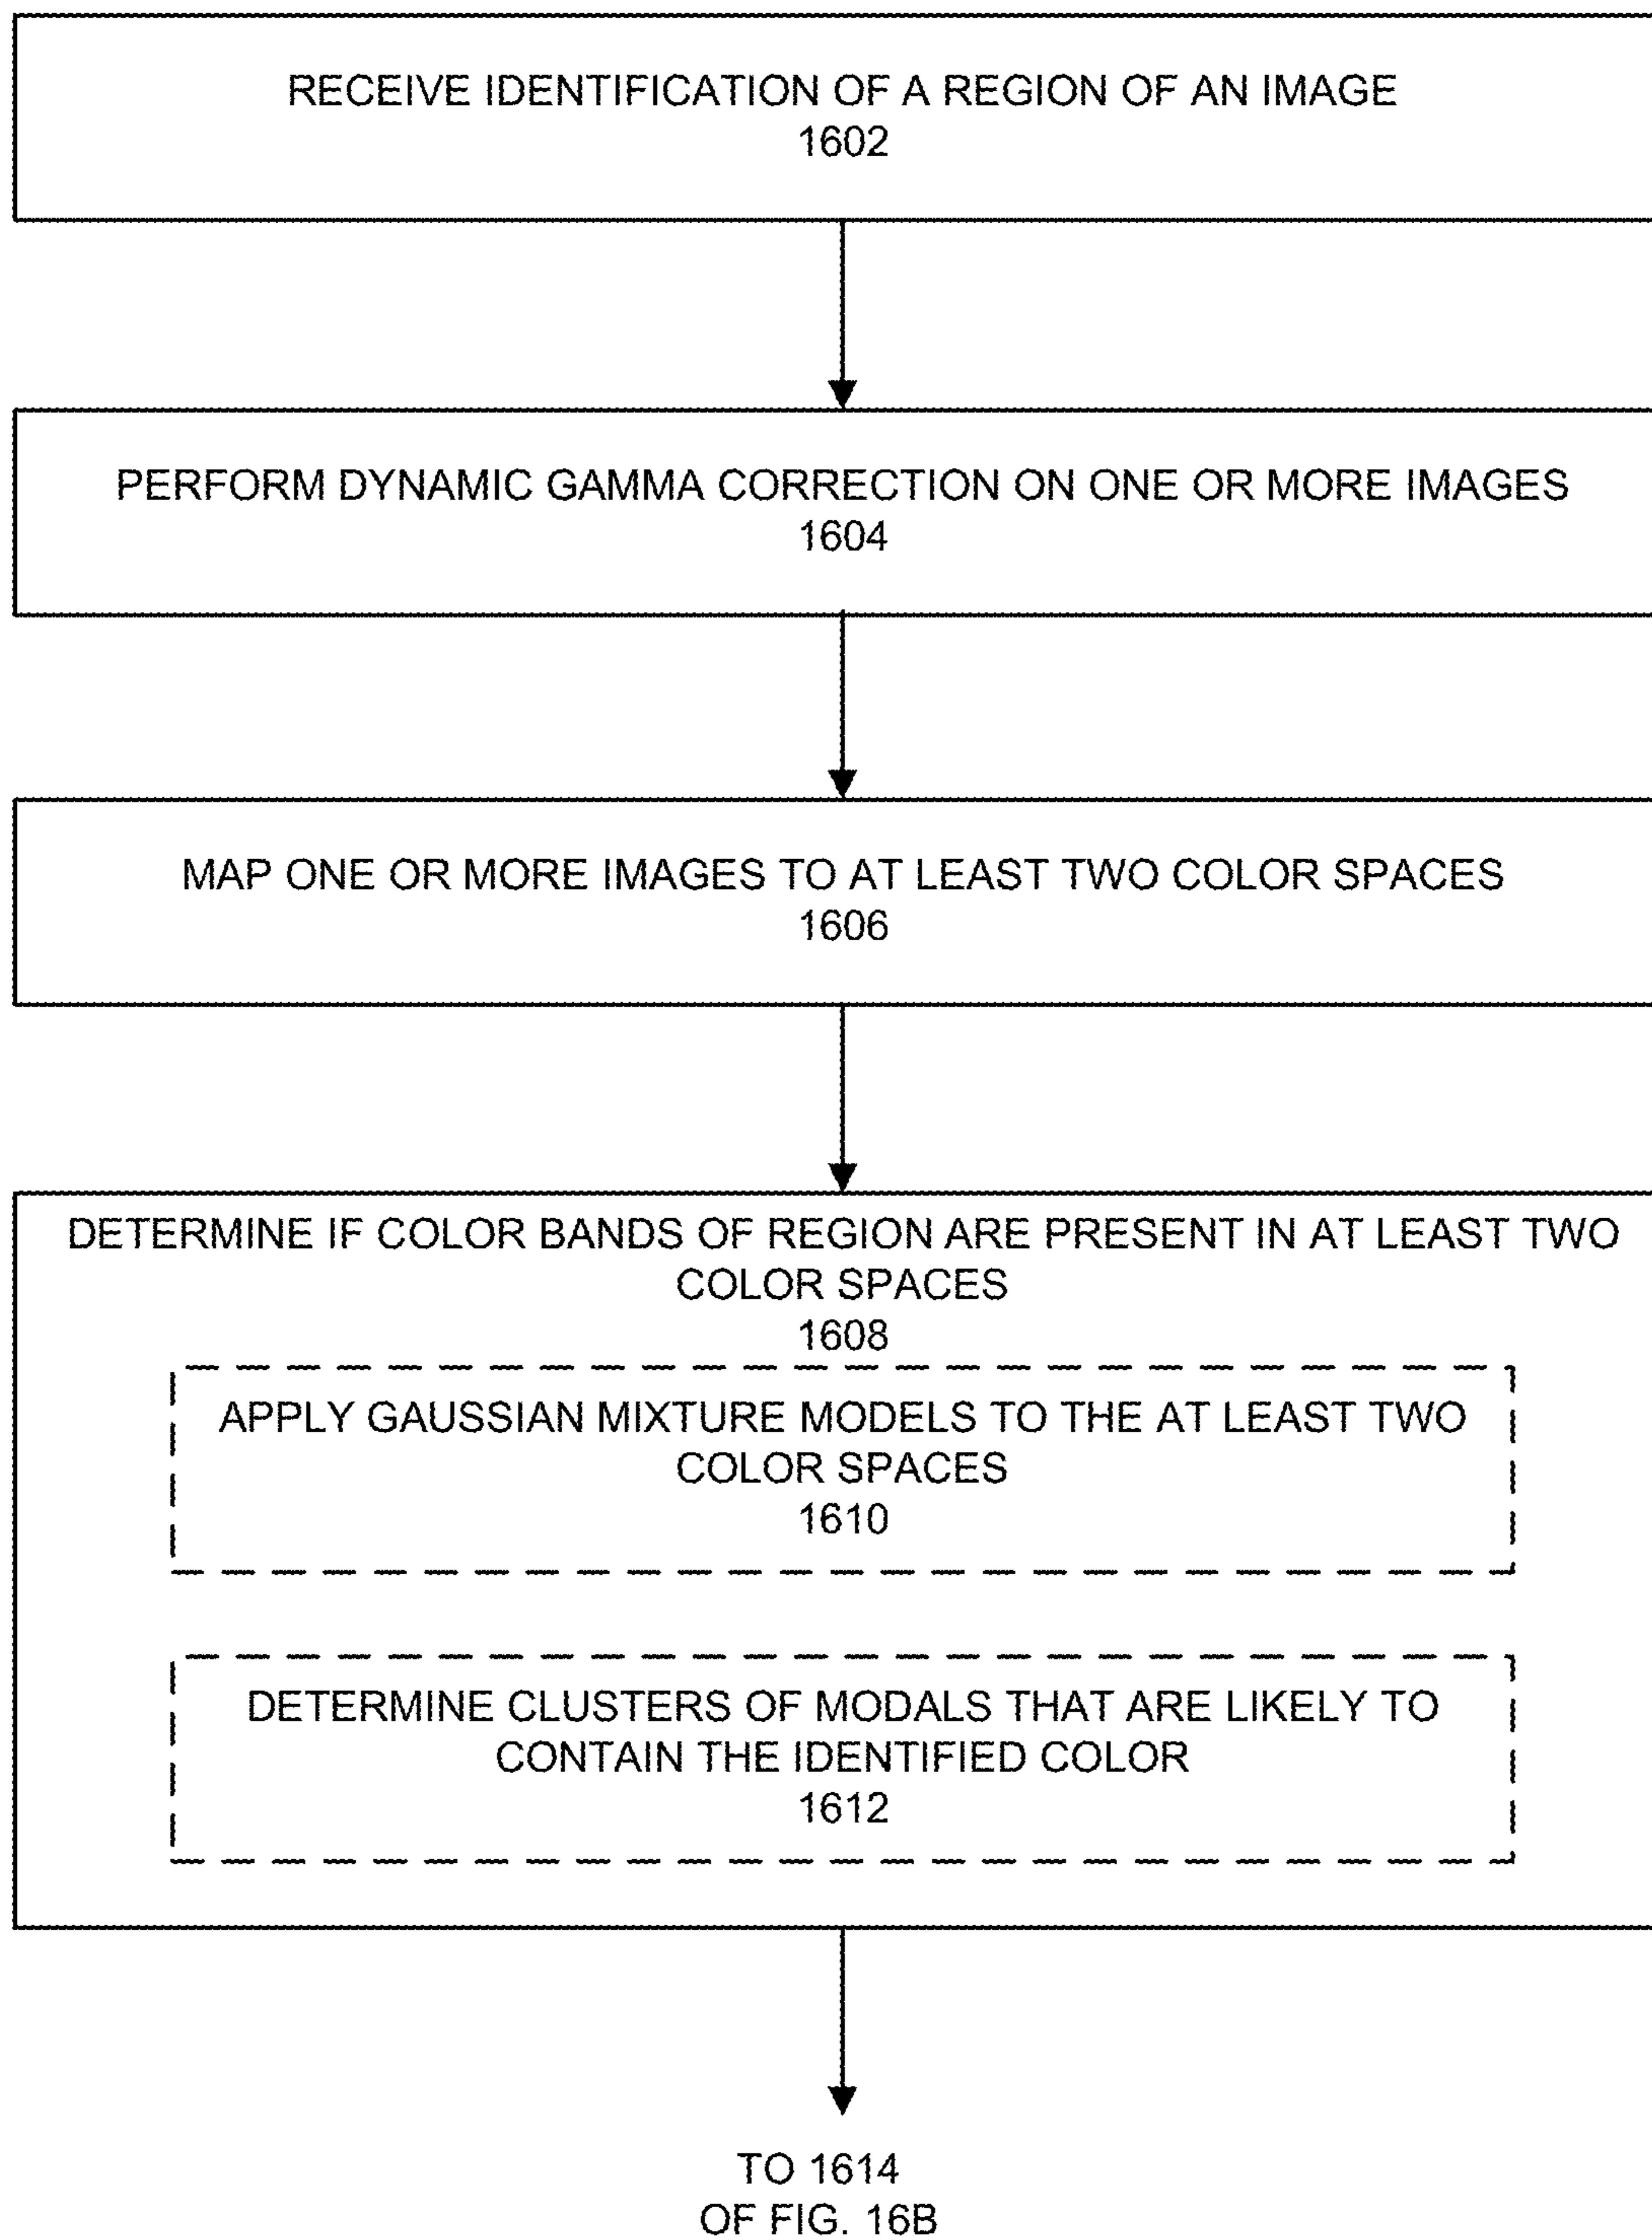 RECEIVE IDENTIFICATION OF A REGION OF AN IMAGE
1602
PERFORM DYNAMIC GAMMA CORRECTION ON ONE OR MORE IMAGES
1604
MAP ONE OR MORE IMAGES TO AT LEAST TWO COLOR SPACES
1606
DETERMINE IF COLOR BANDS OF REGION ARE PRESENT IN AT LEAST TWO
COLOR SPACES
1608
APPLY GAUSSIAN MIXTURE MODELS TO THE AT LEAST TWO
COLOR SPACES
1610
DETERMINE CLUSTERS OF MODALS THAT ARE LIKELY TO
CONTAIN THE IDENTIFIED COLOR
1612
TO 1614
OF FIG. 16B